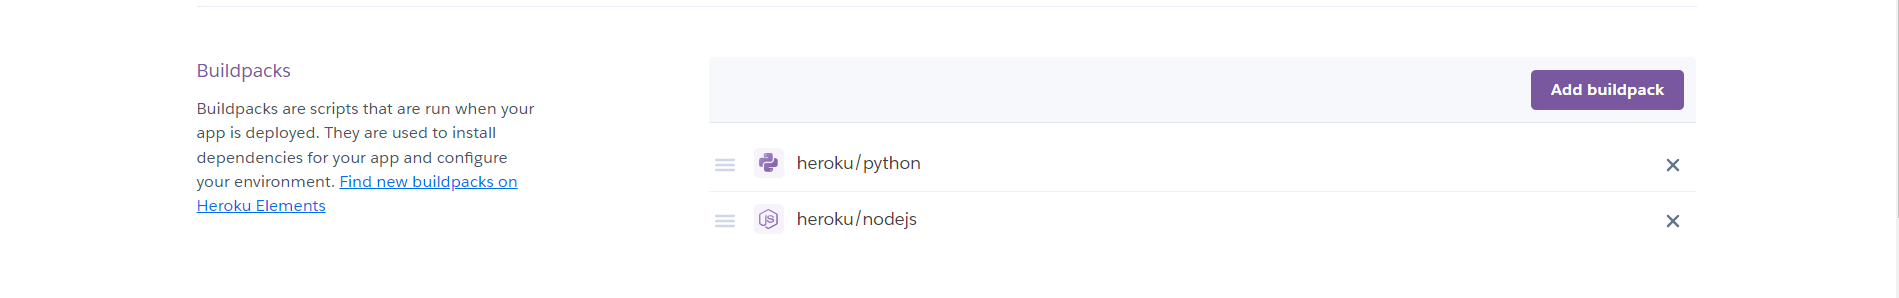 Buildpacks
Buildpacks are scripts that are run when your
app is deployed. They are used to install
dependencies for your app and configure
your environment. Find new buildpacks on
Heroku Elements
Add buildpack
heroku/python
heroku/nodejs